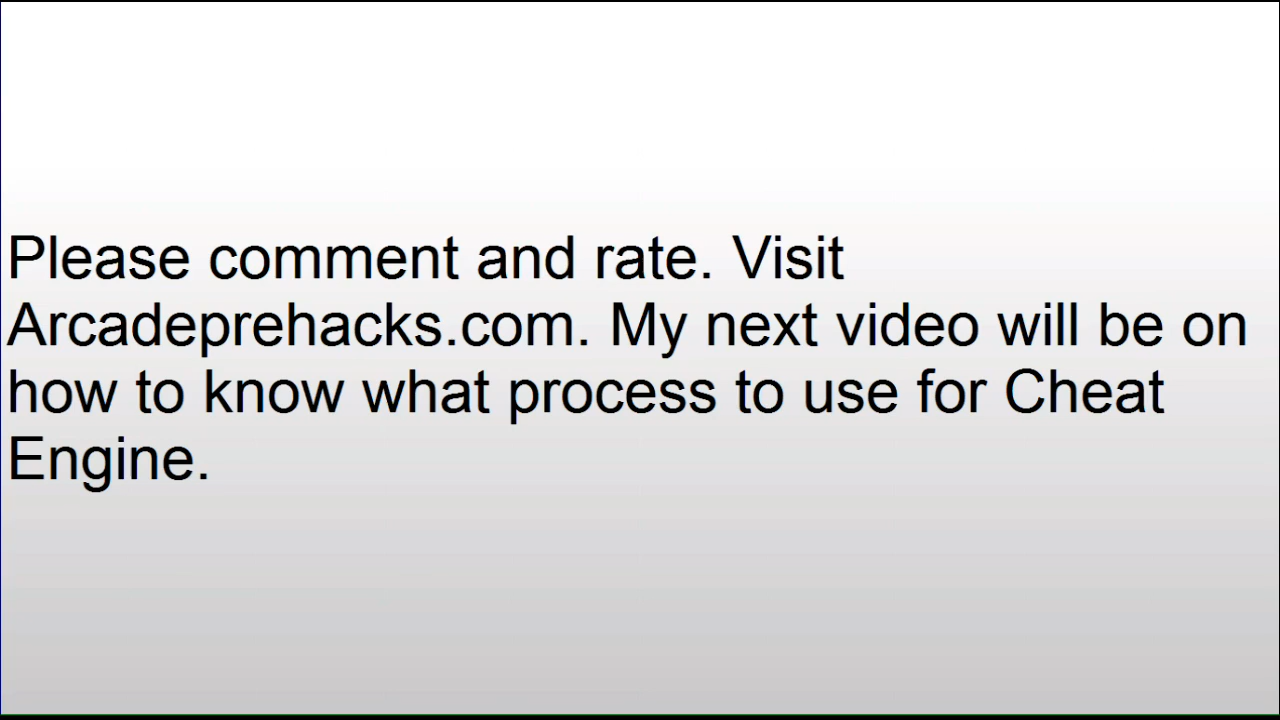 Please comment and rate. Visit
Arcadeprehacks.com. My next video will be on
how to know what process to use for Cheat
Engine.